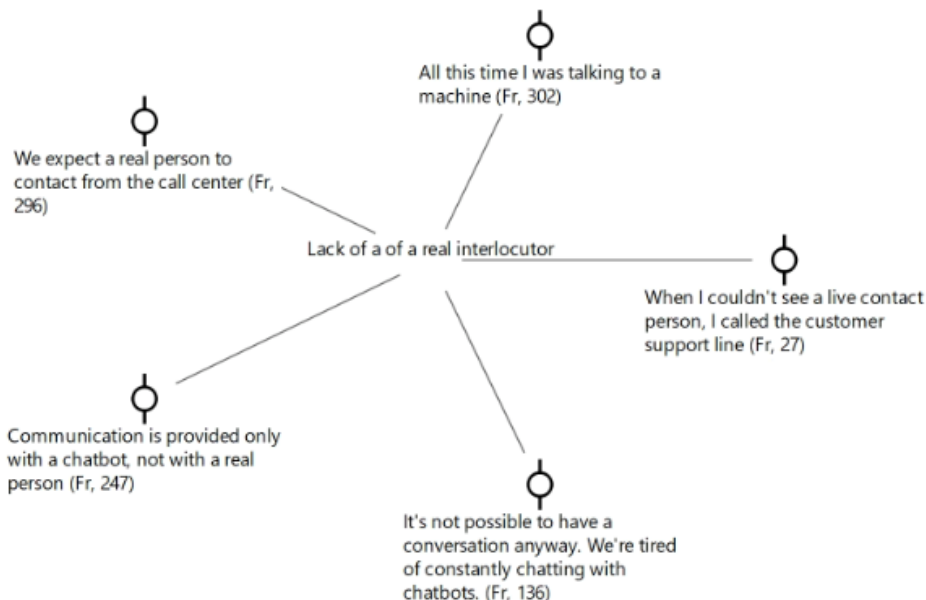 All this time I was talking to a
machine (Fr, 302)
We expect a real person to
contact from the call center (Fr,
296)
Lack of a of a real interlocutor
When I couldn't see a live contact
person, I called the customer
support line (Fr, 27)
Communication is provided only
with a chatbot, not with a real
person (Fr, 247)
It's not possible to have a
conversation anyway. We're tired
of constantly chatting with
chatbots. (Fr, 136)